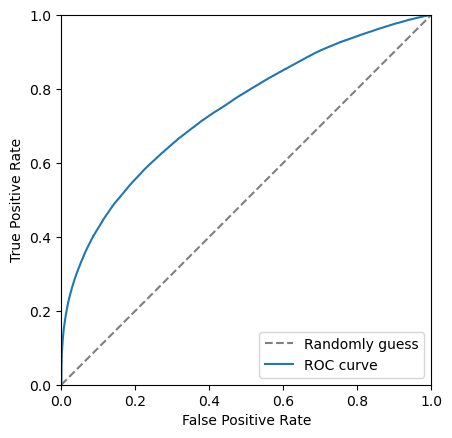 1.0
0.8
0.6
0.4
0.2
0.0
True Positive Rate
0.0 0.2 0.4 0.6 0.8 1.0
False Positive Rate
Randomly guess
ROC curve